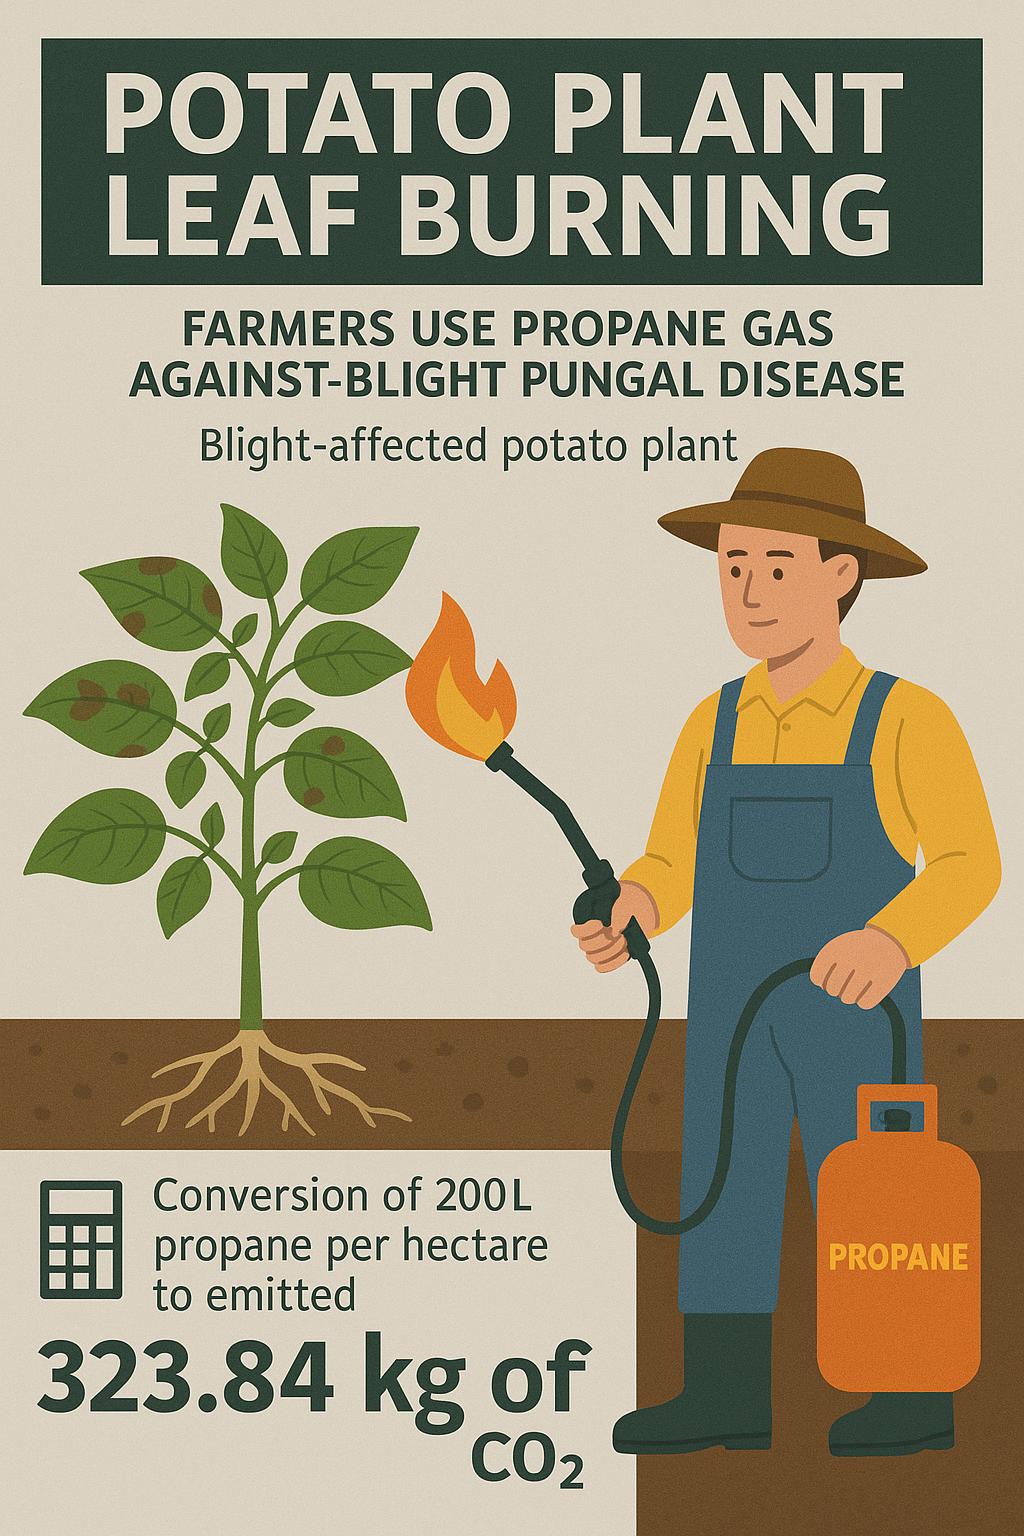 POTATO PLANT
LEAF BURNING
FARMERS USE PROPANE GAS
AGAINST-BLIGHT PUNGAL DISEASE
Blight-affected potato plant
PROPANE
Conversion of 200L
propane per hectare
to emitted
323.84 kg of
CO₂